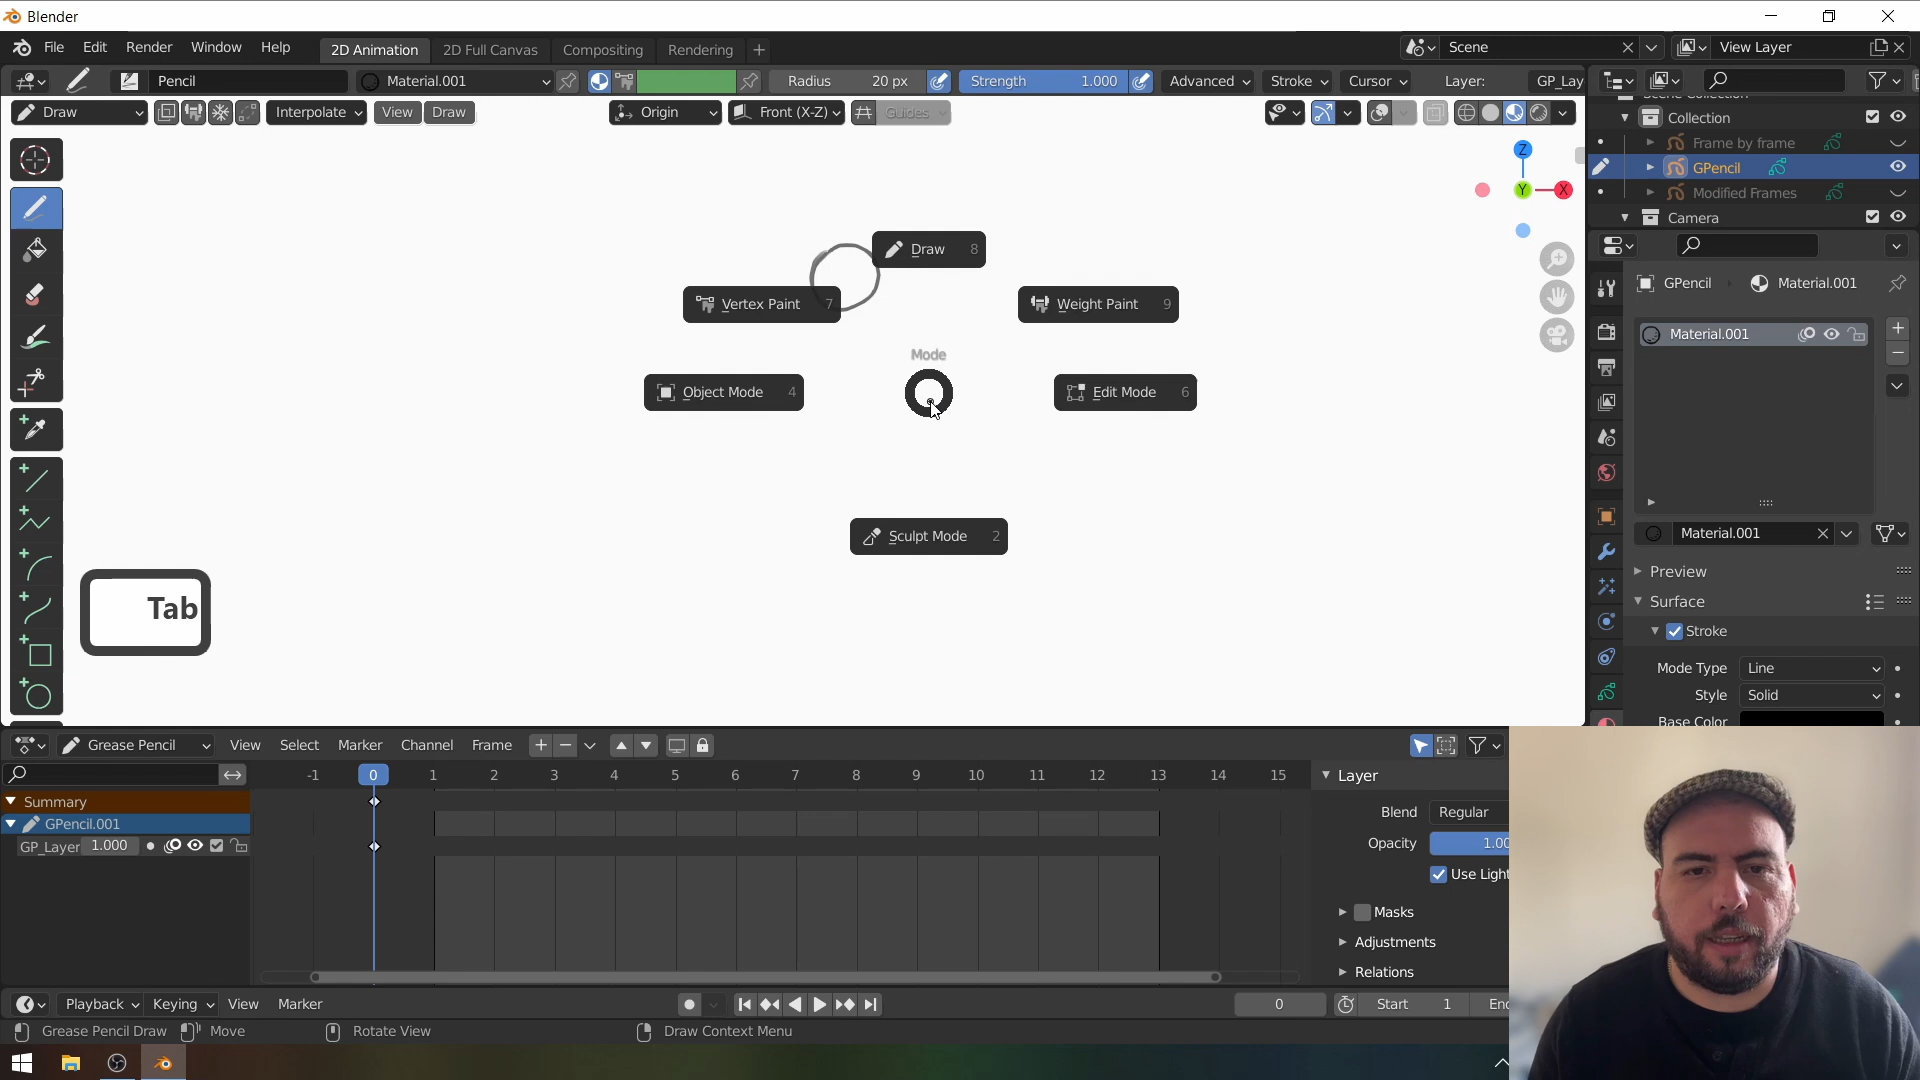 Blender
File Edit Render Window Help 2D Animation 2D Full Canvas Compositing Rendering + Scene View Layer
Pencil Material.001 Radius 20 px Strength 1.000 Advanced Stroke Cursor Layer: GP_Lay
Draw Interpolate View Draw Origin Front (X-Z) Guides
Scene Collection
Collection
Frame by frame
GPencil
Modified Frames
Camera
Z
Y X
Draw 8
Vertex Paint 7
Weight Paint 9
Mode
Object Mode 4
Edit Mode 6
Sculpt Mode 2
Tab
GPencil Material.001
Material.001
Material.001
Preview
Surface
Stroke
Mode Type Line
Style Solid
Base Color
Grease Pencil View Select Marker Channel Frame
-1 0 1 2 3 4 5 6 7 8 9 10 11 12 13 14 15
Summary
GPencil.001
GP_Layer 1.000
Layer
Blend Regular
Opacity 1.00
Use Light
Masks
Adjustments
Relations
Playback Keying View Marker 0 Start 1 End
Grease Pencil Draw Move Rotate View Draw Context Menu